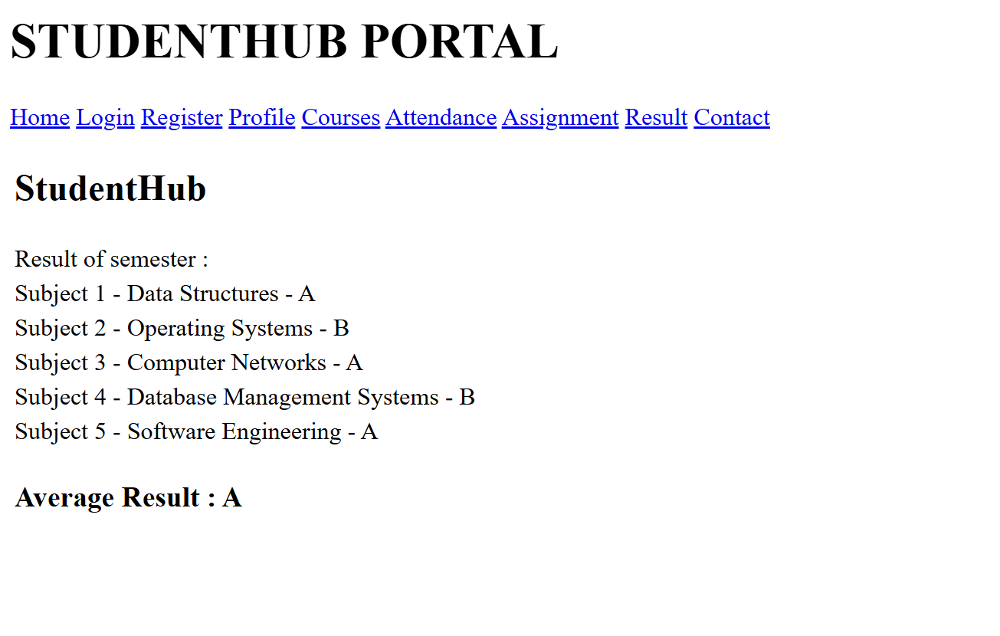 STUDENTHUB PORTAL
Home Login Register Profile Courses Attendance Assignment Result Contact
StudentHub
Result of semester :
Subject 1 - Data Structures - A
Subject 2 - Operating Systems - B
Subject 3 - Computer Networks - A
Subject 4 - Database Management Systems - B
Subject 5 - Software Engineering - A
Average Result : A